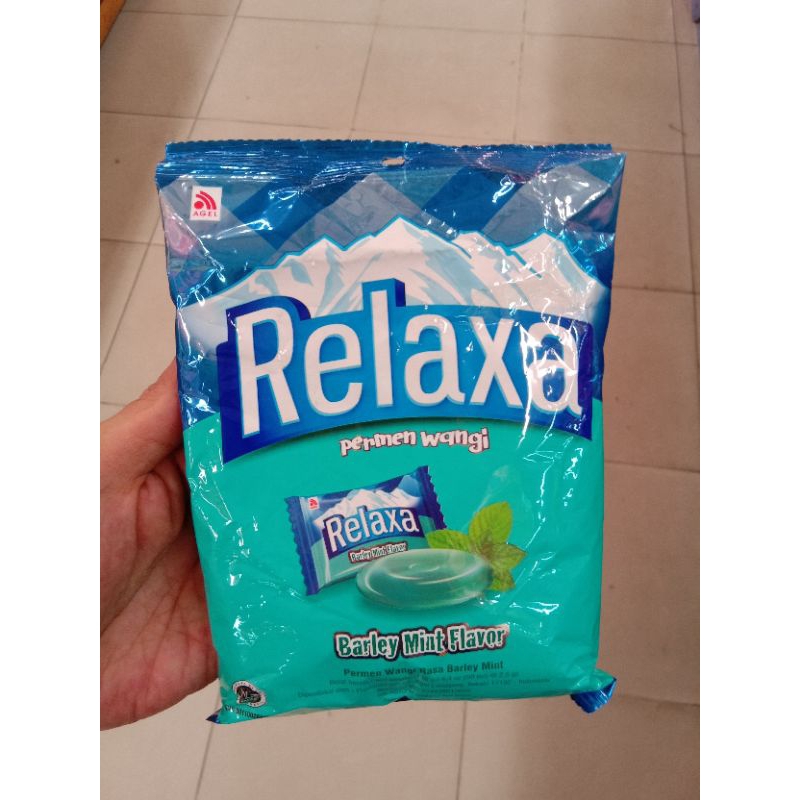 AGEL
Relaxa
permen wangi
Relaxa
Barley Mint Flavor
Barley Mint Flavor
Permen Wangi Rasa Barley Mint